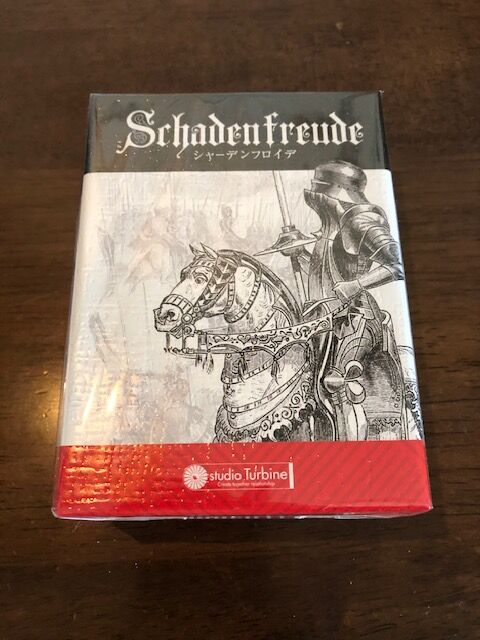 Schadenfreude
シャーデンフロイデ
studio Turbine
Create together relationship